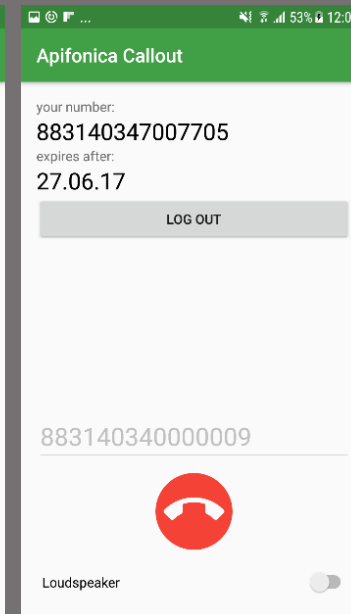 ... 53% 12:0
Apifonica Callout
your number:
883140347007705
expires after:
27.06.17
LOG OUT
883140340000009
Loudspeaker